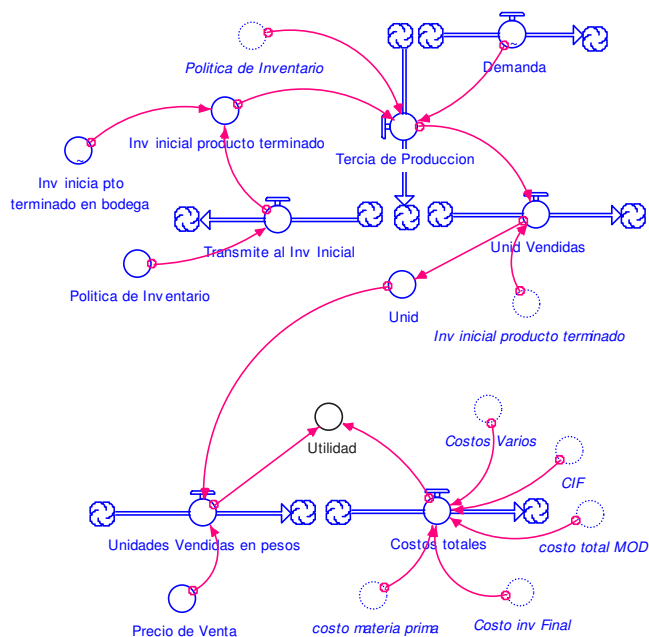 Demanda
Politica de Inventario
Inv inicial producto terminado
Tercia de Produccion
Inv inicia pto
terminado en bodega
Transmite al Inv Inicial
Unid Vendidas
Politica de Inventario
Unid
Inv inicial producto terminado
Costos Varios
Utilidad
CIF
Unidades Vendidas en pesos
Costos totales
costo total MOD
Precio de Venta
costo materia prima
Costo inv Final